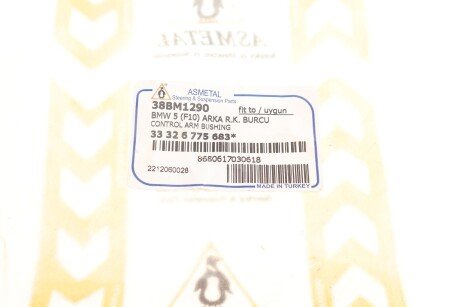 ASMETAL
ASMETAL
Steering & Suspension Parts
38BM1290 fit to / uygun
BMW 5 (F10) ARKA R.K. BURCU
CONTROL ARM BUSHING
33 32 6 775 683*
8680617030618
2212060028
MADE IN TURKEY